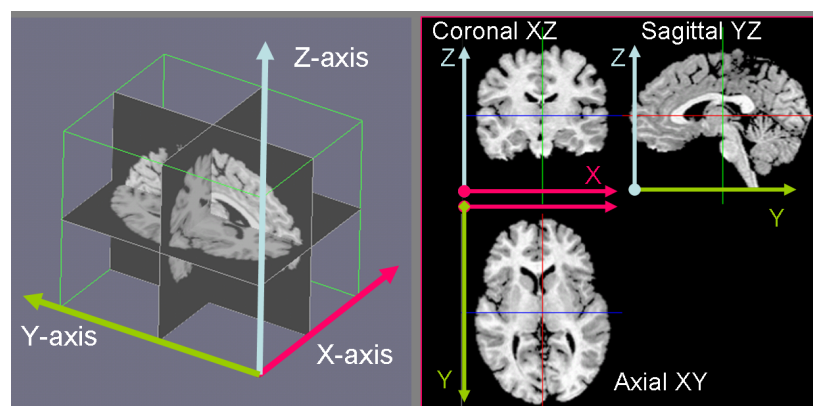 Z-axis
Y-axis
X-axis
Coronal XZ
Sagittal YZ
Z
Z
X
Y
Y
Axial XY